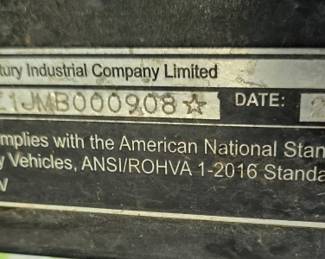 tury Industrial Company Limited
1JMB000908☆ DATE:
mplies with the American National Stan
y Vehicles, ANSI/ROHVA 1-2016 Standa